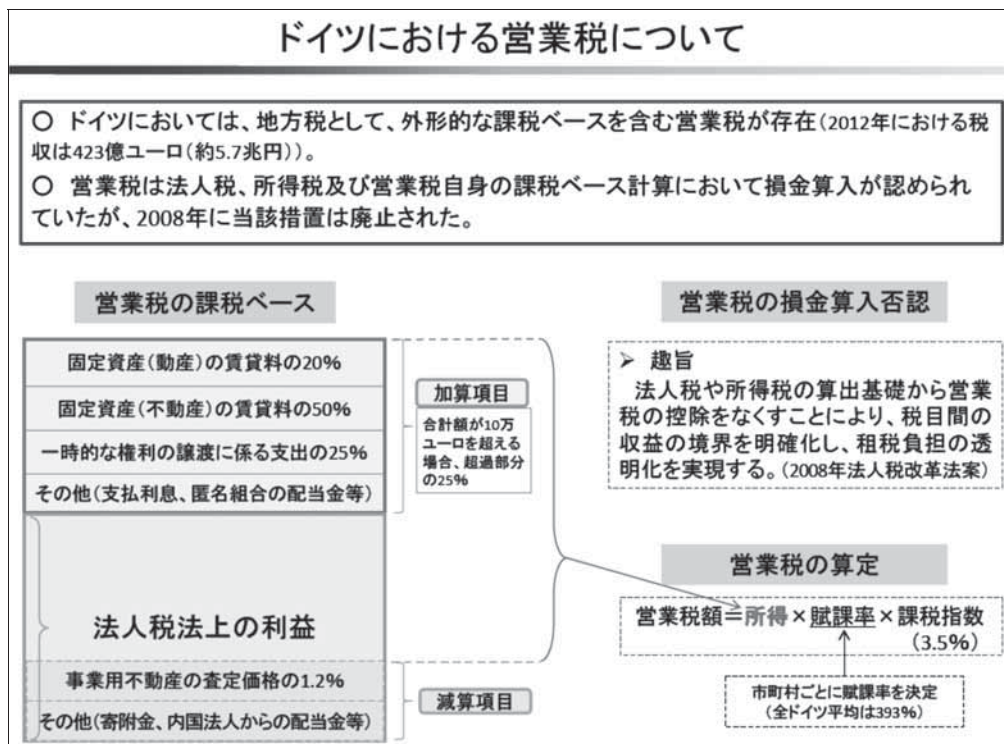 ドイツにおける営業税について
○　ドイツにおいては、地方税として、外形的な課税ベースを含む営業税が存在(2012年における税
収は423億ユーロ(約5.7兆円))。
○　営業税は法人税、所得税及び営業税自身の課税ベース計算において損金算入が認められ
ていたが、2008年に当該措置は廃止された。
営業税の課税ベース
固定資産(動産)の賃貸料の20%
固定資産(不動産)の賃貸料の50%
一時的な権利の譲渡に係る支出の25%
その他(支払利息、匿名組合の配当金等)
法人税法上の利益
事業用不動産の査定価格の1.2%
その他(寄附金、内国法人からの配当金等)
加算項目
合計額が10万
ユーロを超える
場合、超過部分
の25%
減算項目
営業税の損金算入否認
➢ 趣旨
法人税や所得税の算出基礎から営業
税の控除をなくすことにより、税目間の
収益の境界を明確化し、租税負担の透
明化を実現する。(2008年法人税改革法案)
営業税の算定
営業税額＝所得×賦課率×課税指数
(3.5%)
市町村ごとに賦課率を決定
(全ドイツ平均は393%)